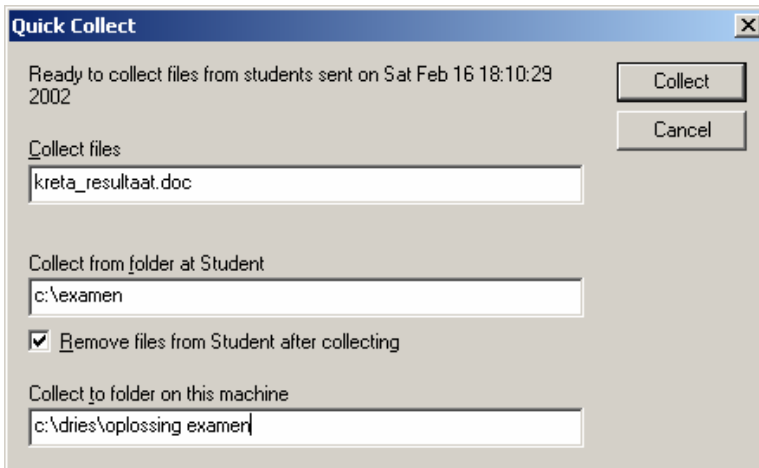 Quick Collect
Ready to collect files from students sent on Sat Feb 16 18:10:29
2002
Collect
Cancel
Collect files
kreta_resultaat.doc
Collect from folder at Student
c:\examen
Remove files from Student after collecting
Collect to folder on this machine
c:\dries\oplossing examen